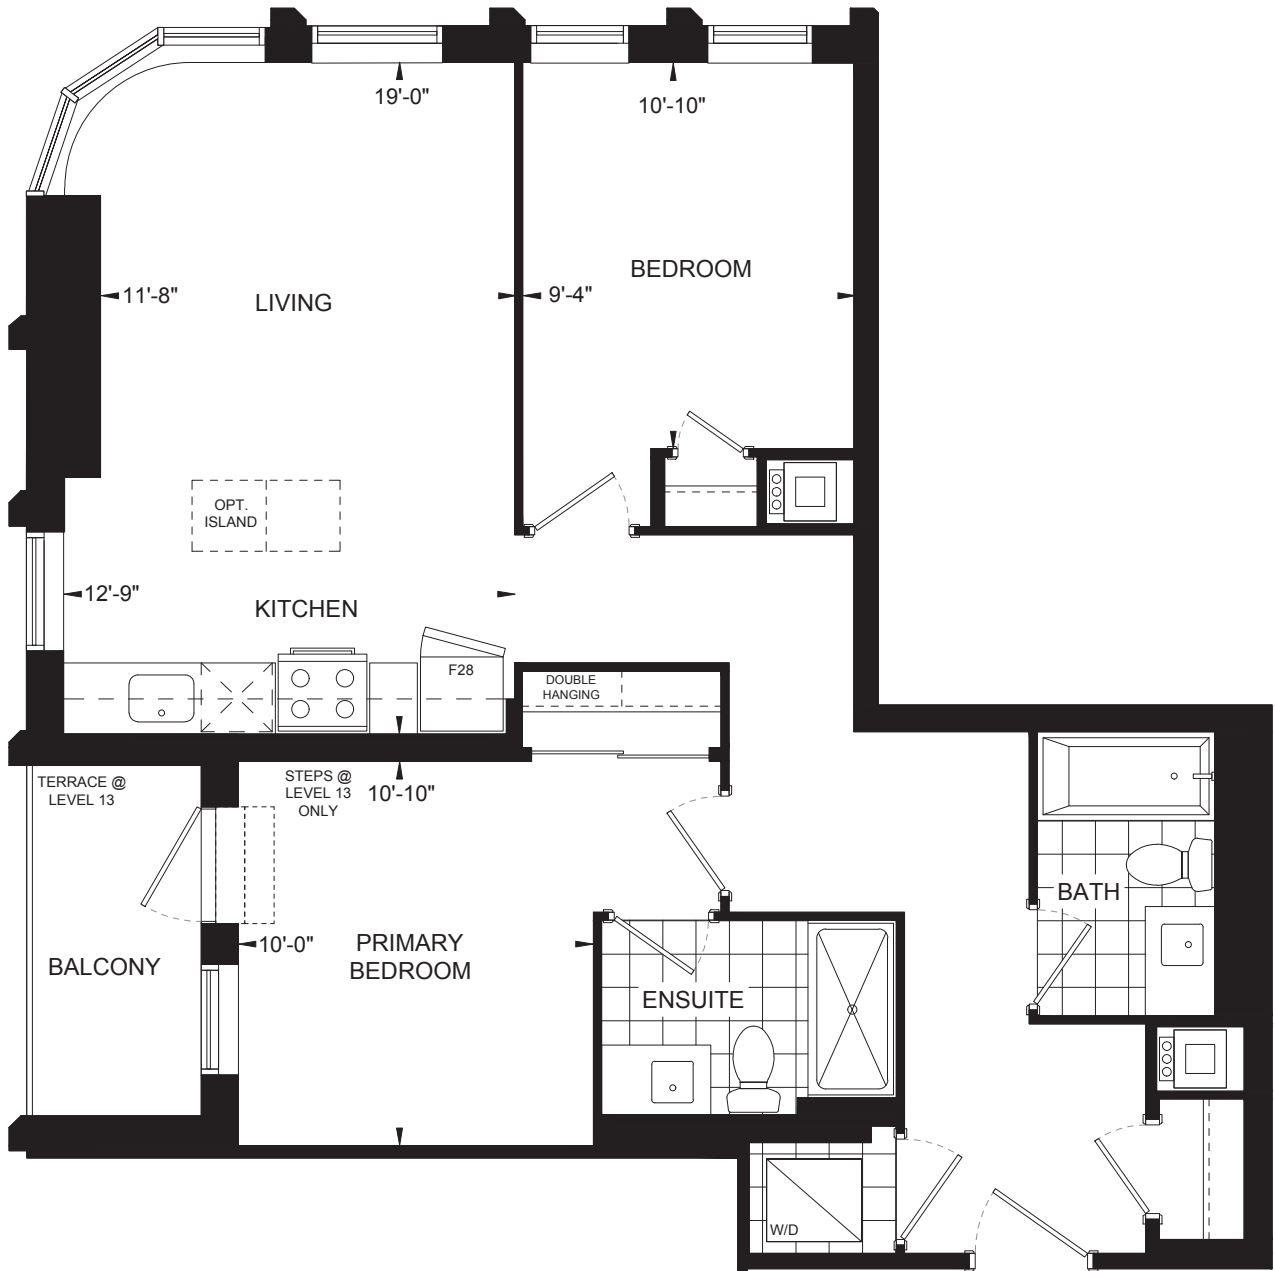 19'-0"
10'-10"
BEDROOM
11'-8"
LIVING
9'-4"
OPT.
ISLAND
12'-9"
KITCHEN
F28
DOUBLE
HANGING
TERRACE @
LEVEL 13
STEPS @
LEVEL 13
ONLY
10'-10"
BATH
10'-0"
PRIMARY
BEDROOM
BALCONY
ENSUITE
W/D